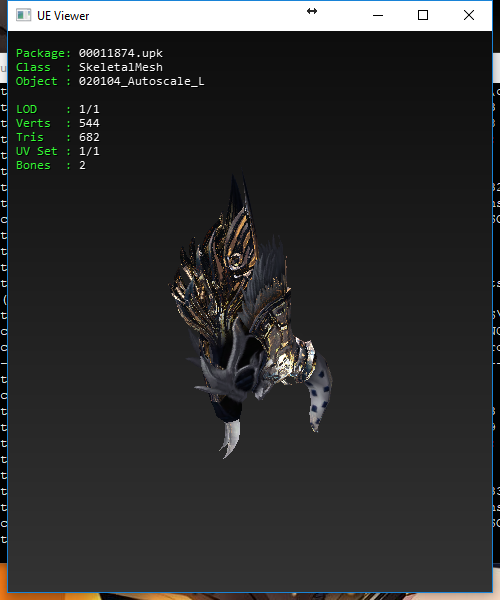 UE Viewer
Package: 00011874.upk
Class : SkeletalMesh
Object : 020104_Autoscale_L
LOD : 1/1
Verts : 544
Tris : 682
UV Set : 1/1
Bones : 2